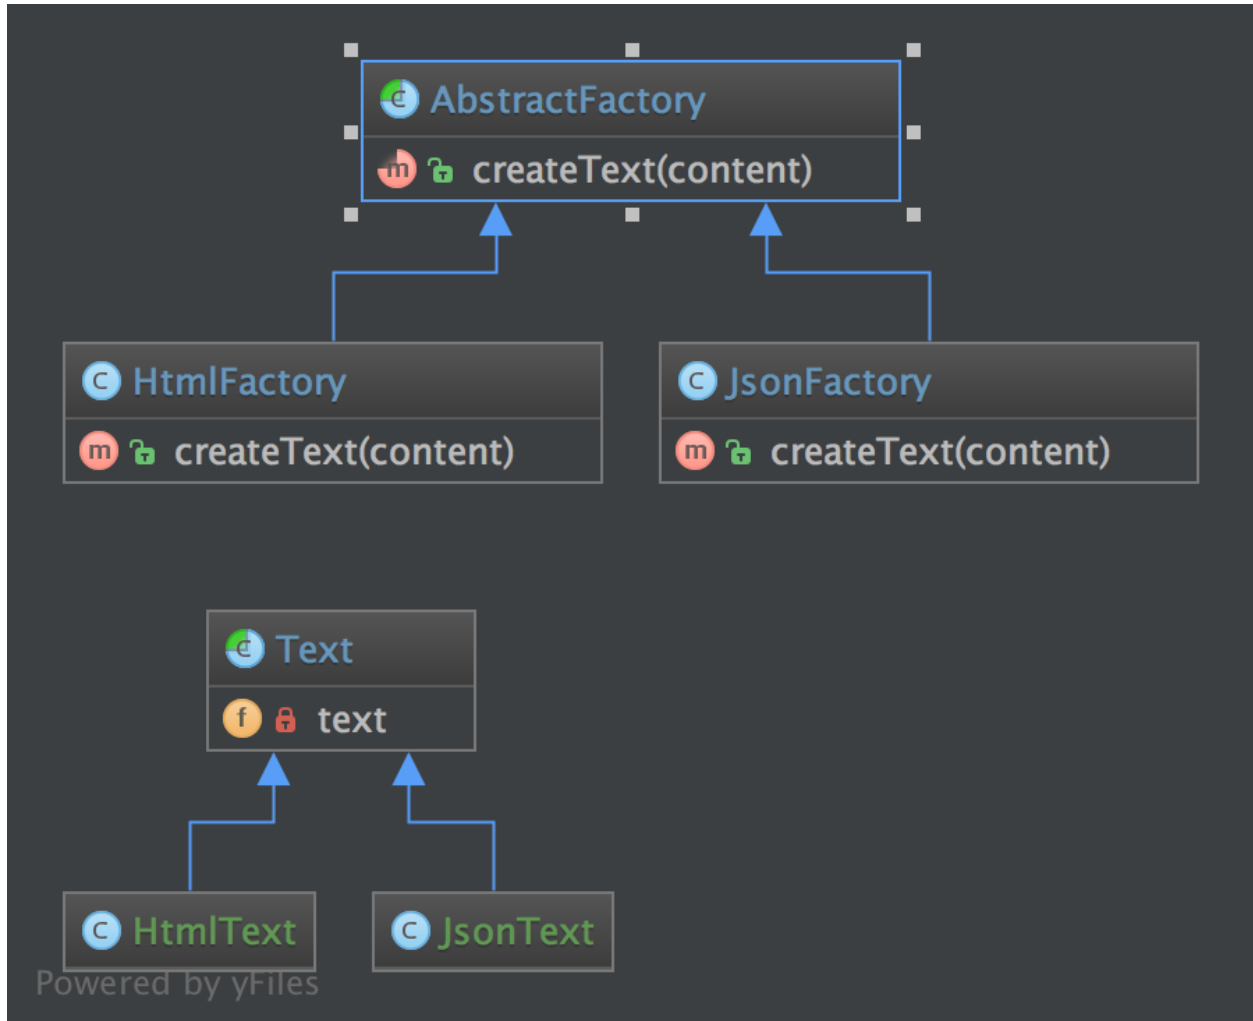 AbstractFactory
createText(content)
HtmlFactory
createText(content)
JsonFactory
createText(content)
Text
text
HtmlText
JsonText
Powered by yFiles